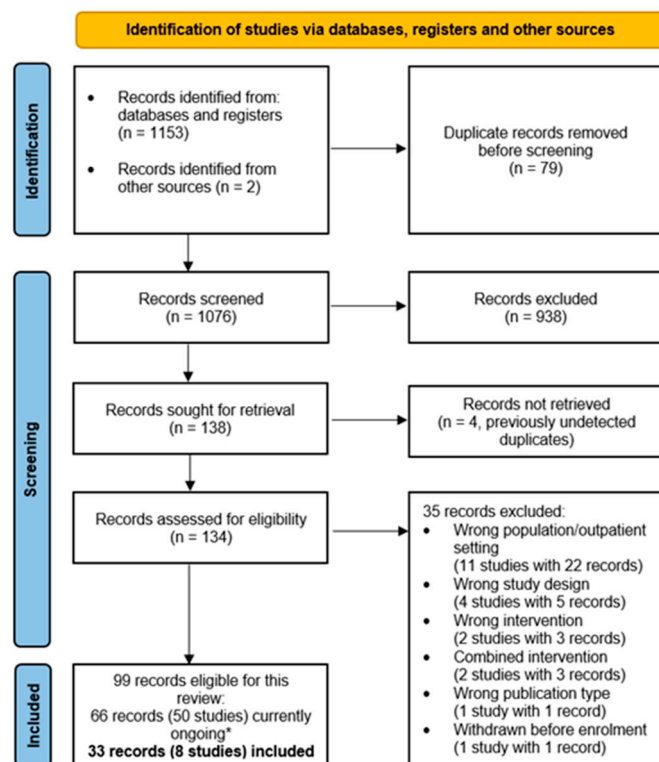 Identification of studies via databases, registers and other sources
Identification
• Records identified from:
databases and registers
(n = 1153)
• Records identified from
other sources (n = 2)
Duplicate records removed
before screening
(n = 79)
Screening
Records screened
(n = 1076)
Records excluded
(n = 938)
Records sought for retrieval
(n = 138)
Records not retrieved
(n = 4, previously undetected
duplicates)
Records assessed for eligibility
(n = 134)
35 records excluded:
• Wrong population/outpatient
setting
(11 studies with 22 records)
• Wrong study design
(4 studies with 5 records)
• Wrong intervention
(2 studies with 3 records)
• Combined intervention
(2 studies with 3 records)
• Wrong publication type
(1 study with 1 record)
• Withdrawn before enrolment
(1 study with 1 record)
Included
99 records eligible for this
review:
66 records (50 studies) currently
ongoing*
33 records (8 studies) included